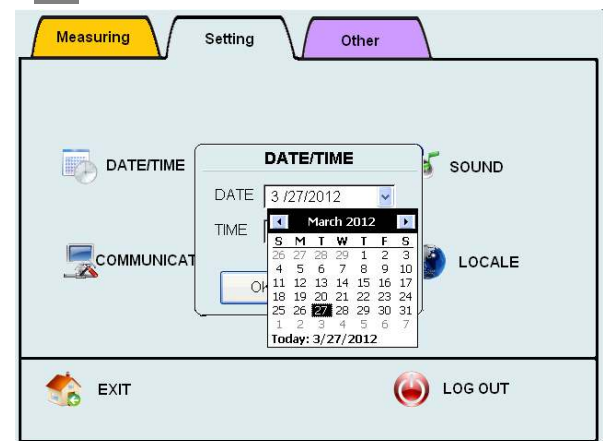 Measuring
Setting
Other
DATE/TIME
SOUND
DATE/TIME
DATE 3 /27/2012
TIME
March 2012
S M T W T F S
26 27 28 29 1 2 3
4 5 6 7 8 9 10
11 12 13 14 15 16 17
18 19 20 21 22 23 24
25 26 27 28 29 30 31
1 2 3 4 5 6 7
Today: 3/27/2012
COMMUNICAT
LOCALE
EXIT
LOG OUT